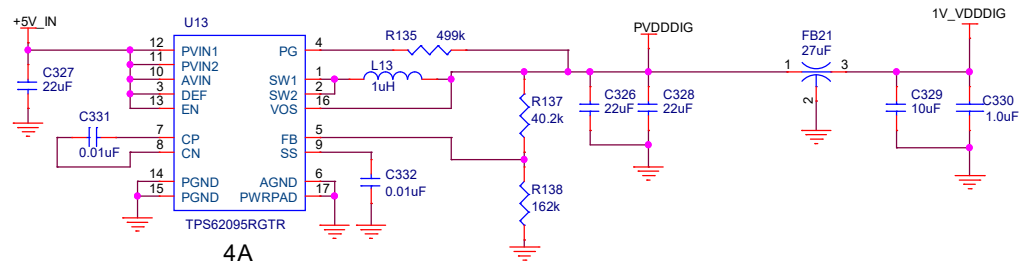 +5V_IN
U13
12 PVIN1
11 PVIN2
10 AVIN
3 DEF
13 EN
7 CP
8 CN
14 PGND
15 PGND
PG 4
SW1 1
SW2 2
VOS 16
FB 5
SS 9
AGND 6
PWRPAD 17
TPS62095RGTR
4A
C327
22uF
C331
0.01uF
R135 499k
L13
1uH
C332
0.01uF
R137
40.2k
R138
162k
PVDDDIG
C326
22uF
C328
22uF
FB21
27uF
1 3
2
1V_VDDDIG
C329
10uF
C330
1.0uF